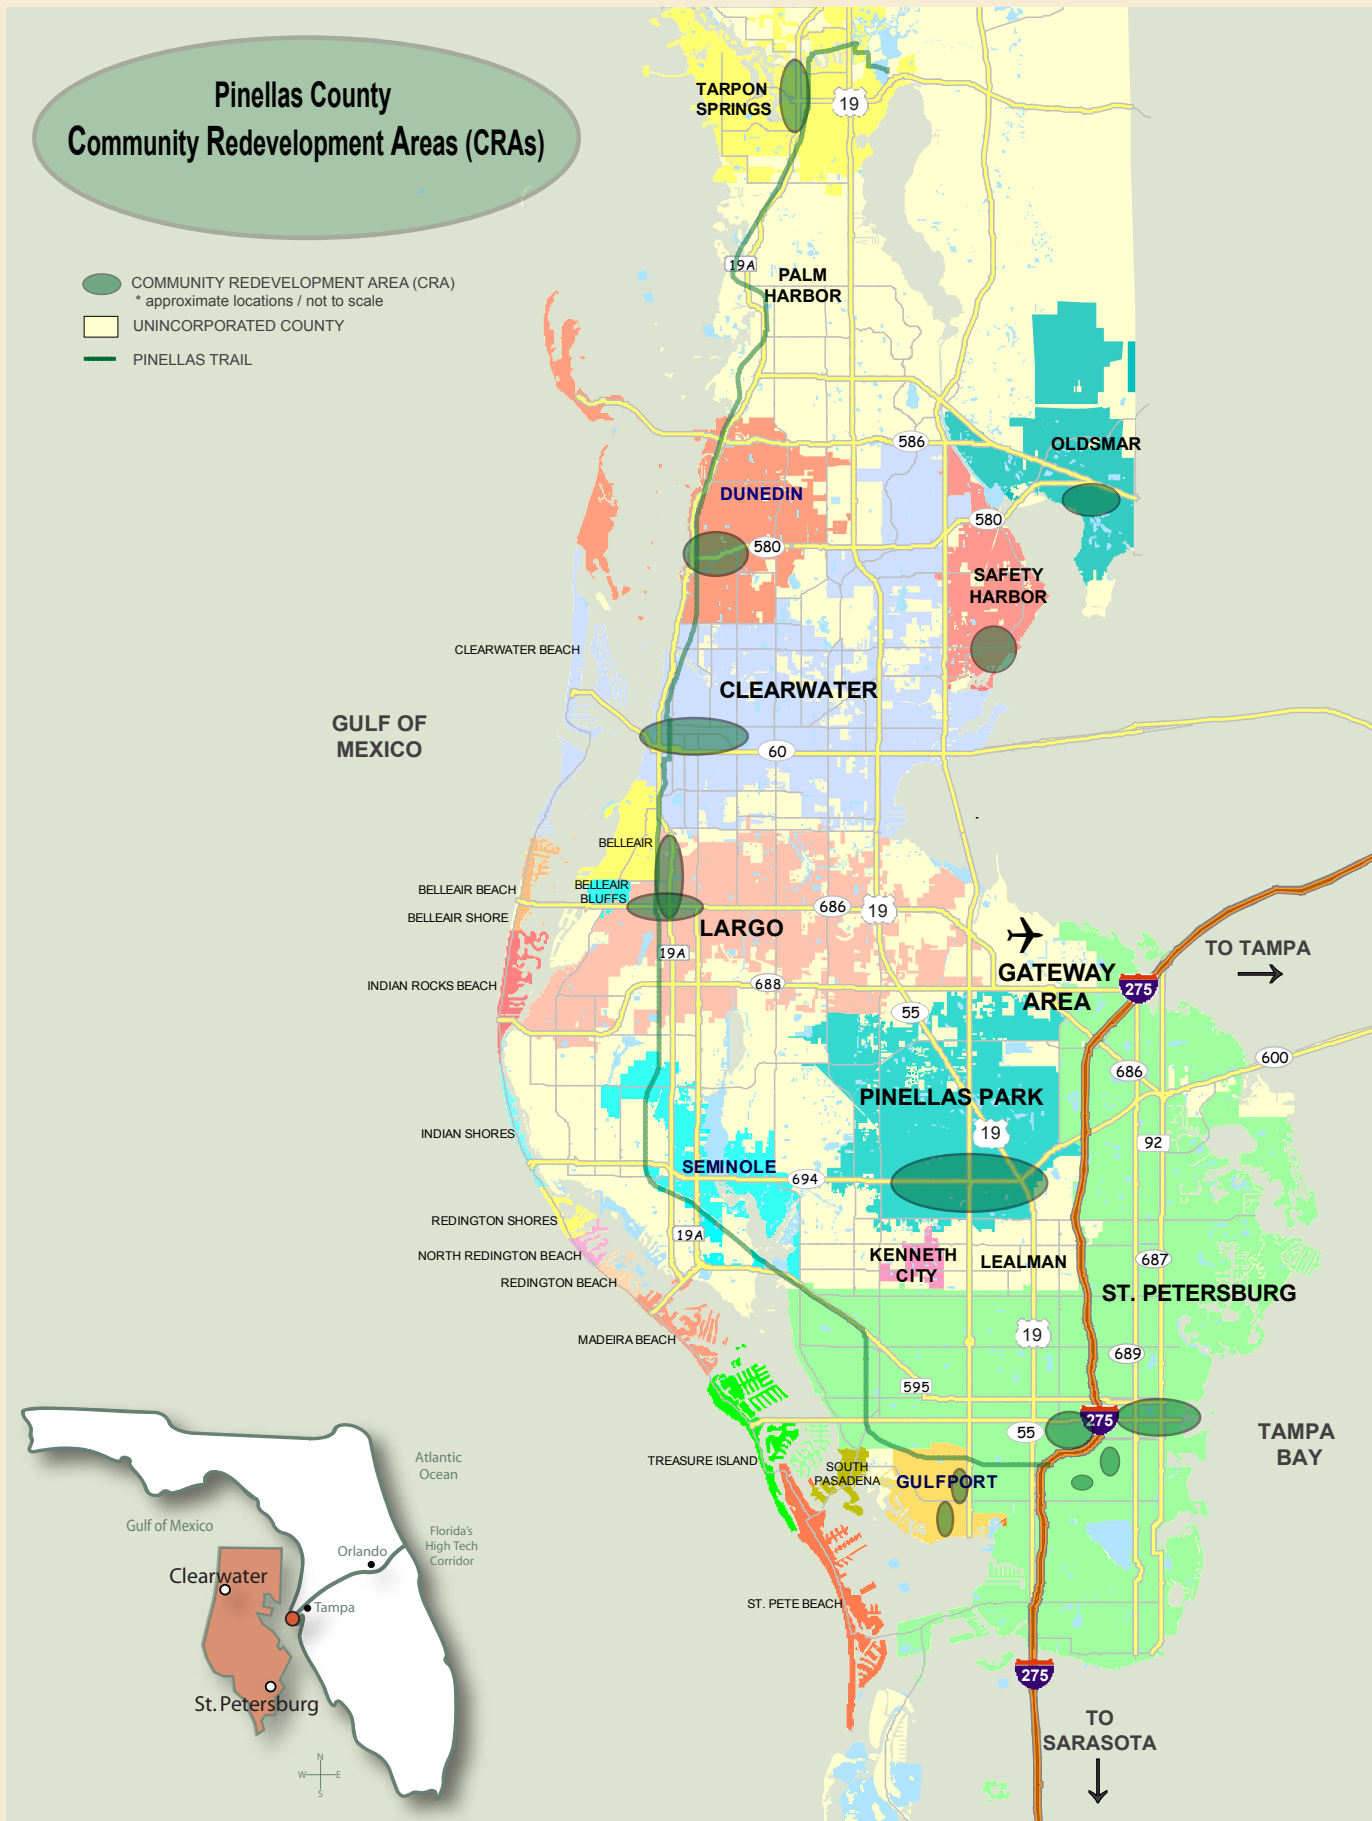 Pinellas County
Community Redevelopment Areas (CRAs)
COMMUNITY REDEVELOPMENT AREA (CRA)
* approximate locations / not to scale
UNINCORPORATED COUNTY
PINELLAS TRAIL
TARPON
SPRINGS
19
19A
PALM
HARBOR
586
OLDSMAR
DUNEDIN
580
580
SAFETY
HARBOR
CLEARWATER BEACH
CLEARWATER
GULF OF
MEXICO
60
BELLEAIR
BELLEAIR BEACH
BELLEAIR
BLUFFS
BELLEAIR SHORE
686
19
LARGO
19A
TO TAMPA
GATEWAY
AREA
275
INDIAN ROCKS BEACH
688
55
600
686
PINELLAS PARK
INDIAN SHORES
19
92
SEMINOLE
694
REDINGTON SHORES
19A
NORTH REDINGTON BEACH
KENNETH
CITY
LEALMAN
687
REDINGTON BEACH
ST. PETERSBURG
MADEIRA BEACH
19
689
595
275
55
TAMPA
BAY
TREASURE ISLAND
SOUTH
PASADENA
GULFPORT
ST. PETE BEACH
275
TO
SARASOTA
Atlantic
Ocean
Gulf of Mexico
Florida's
High Tech
Corridor
Orlando
Clearwater
Tampa
St. Petersburg
N
W
E
S